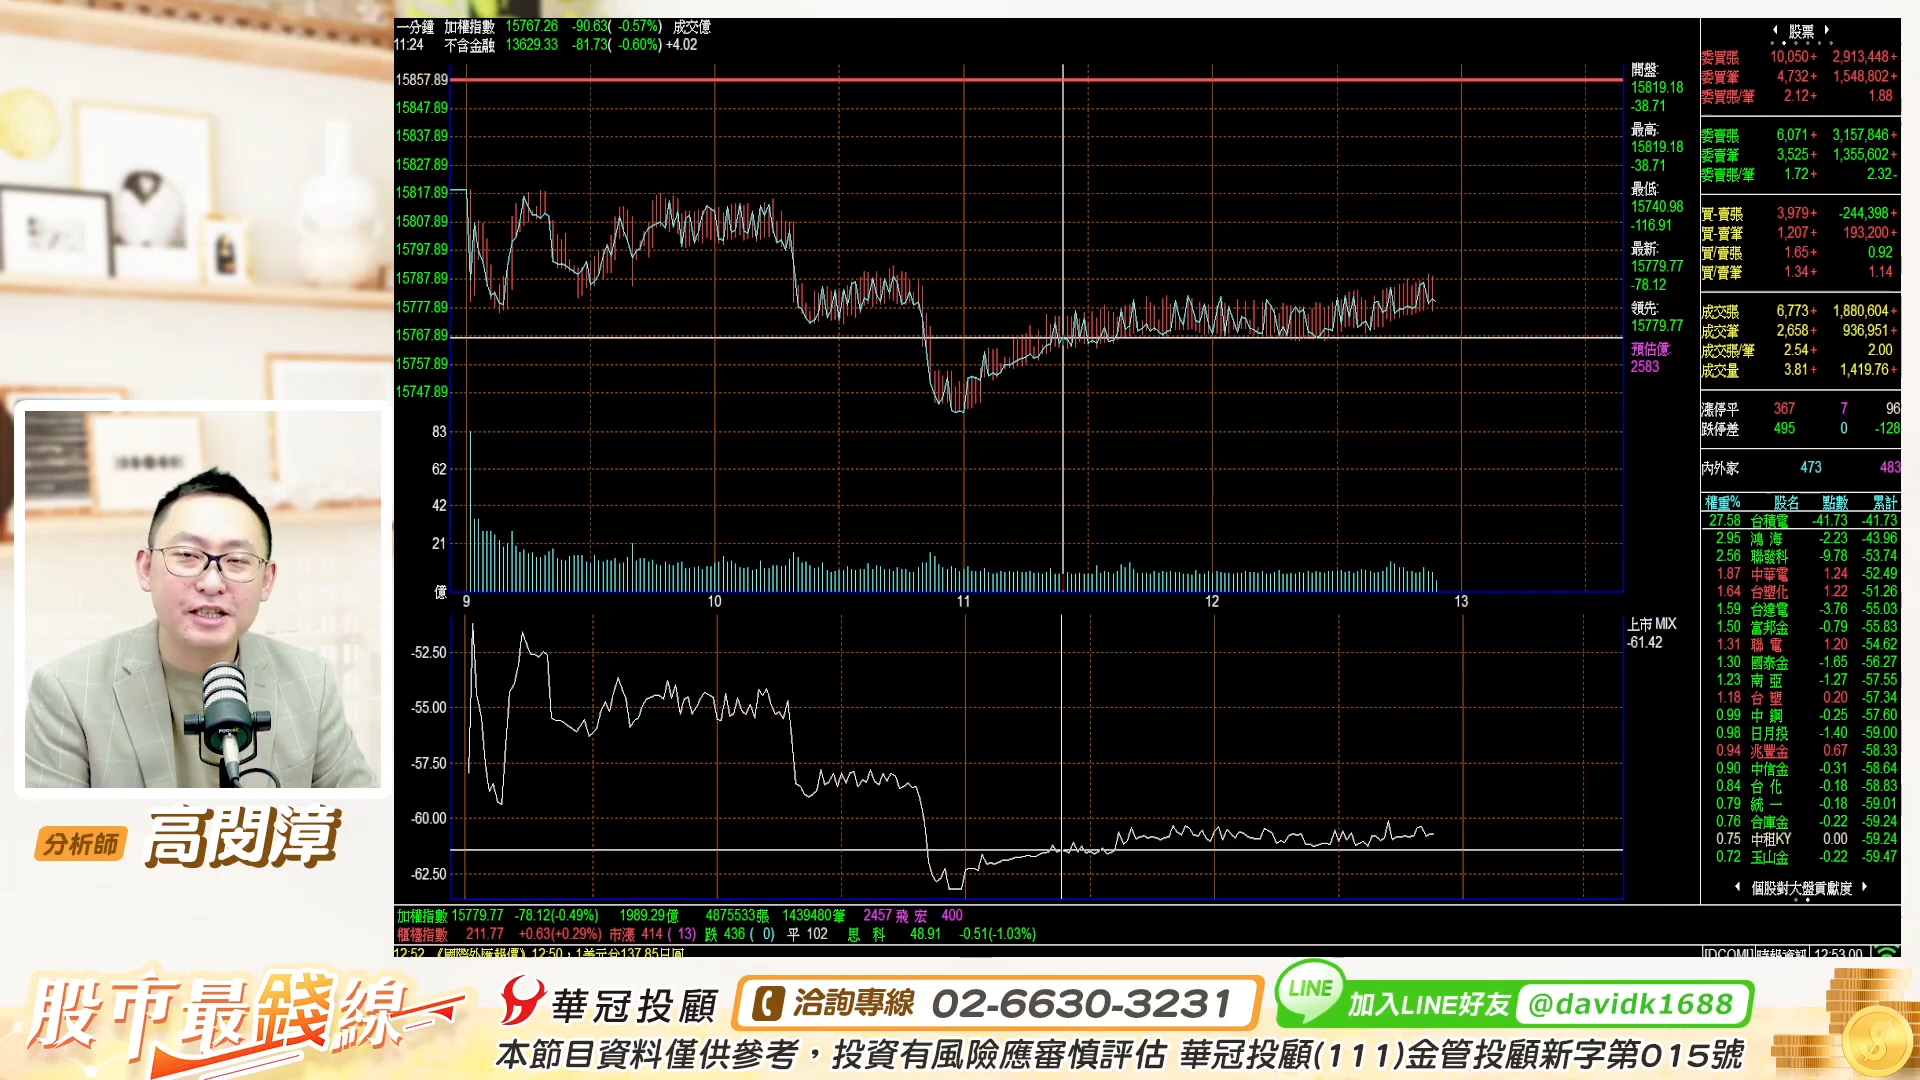 一分鐘 加權指數 15767.26 -90.63( -0.57%) 成交億
11:24 不含金融 13629.33 -81.73( -0.60%) +4.02
15857.89
15847.89
15837.89
15827.89
15817.89
15807.89
15797.89
15787.89
15777.89
15767.89
15757.89
15747.89
83
62
42
21
億
9 10 11 12 13
-52.50
-55.00
-57.50
-60.00
-62.50
開盤:
15819.18
-38.71
最高:
15819.18
-38.71
最低:
15740.98
-116.91
最新:
15779.77
-78.12
領先:
15779.77
預估億:
2583
上市 MIX
-61.42
股票
委買張 10,050+ 2,913,448+
委買筆 4,732+ 1,548,802+
委買張/筆 2.12+ 1.88
委賣張 6,071+ 3,157,846+
委賣筆 3,525+ 1,355,602+
委賣張/筆 1.72+ 2.32-
買-賣張 3,979+ -244,398+
買-賣筆 1,207+ 193,200+
買/賣張 1.65+ 0.92
買/賣筆 1.34+ 1.14
成交張 6,773+ 1,880,604+
成交筆 2,658+ 936,951+
成交張/筆 2.54+ 2.00
成交量 3.81+ 1,419.76+
漲停平 367 7 96
跌停差 495 0 -128
內外家 473 483
權重% 股名 點數 累計
27.58 台積電 -41.73 -41.73
2.95 鴻海 -2.23 -43.96
2.56 聯發科 -9.78 -53.74
1.87 中華電 1.24 -52.49
1.64 台塑化 1.22 -51.26
1.59 台達電 -3.76 -55.03
1.50 富邦金 -0.79 -55.83
1.31 聯電 1.20 -54.62
1.30 國泰金 -1.65 -56.27
1.23 南亞 -1.27 -57.55
1.18 台塑 0.20 -57.34
0.99 中鋼 -0.25 -57.60
0.98 日月投 -1.40 -59.00
0.94 兆豐金 0.67 -58.33
0.90 中信金 -0.31 -58.64
0.84 台化 -0.18 -58.83
0.79 統一 -0.18 -59.01
0.76 合庫金 -0.22 -59.24
0.75 中租KY 0.00 -59.24
0.72 玉山金 -0.22 -59.47
個股對大盤貢獻度
加權指數 15779.77 -78.12(-0.49%) 1989.29億 4875533張 1439480筆 2457 飛宏 400
櫃檯指數 211.77 +0.63(+0.29%) 市漲 414 ( 13) 跌 436 ( 0) 平 102 思科 48.91 -0.51(-1.03%)
12:52 《國際外匯報價》12:50,1美元兌137.85日圓
[DCOM]時報資訊 12:53.00
分析師 高閔漳
股市最錢線
華冠投顧 洽詢專線 02-6630-3231 LINE 加入LINE好友 @davidk1688
本節目資料僅供參考,投資有風險應審慎評估 華冠投顧(111)金管投顧新字第015號